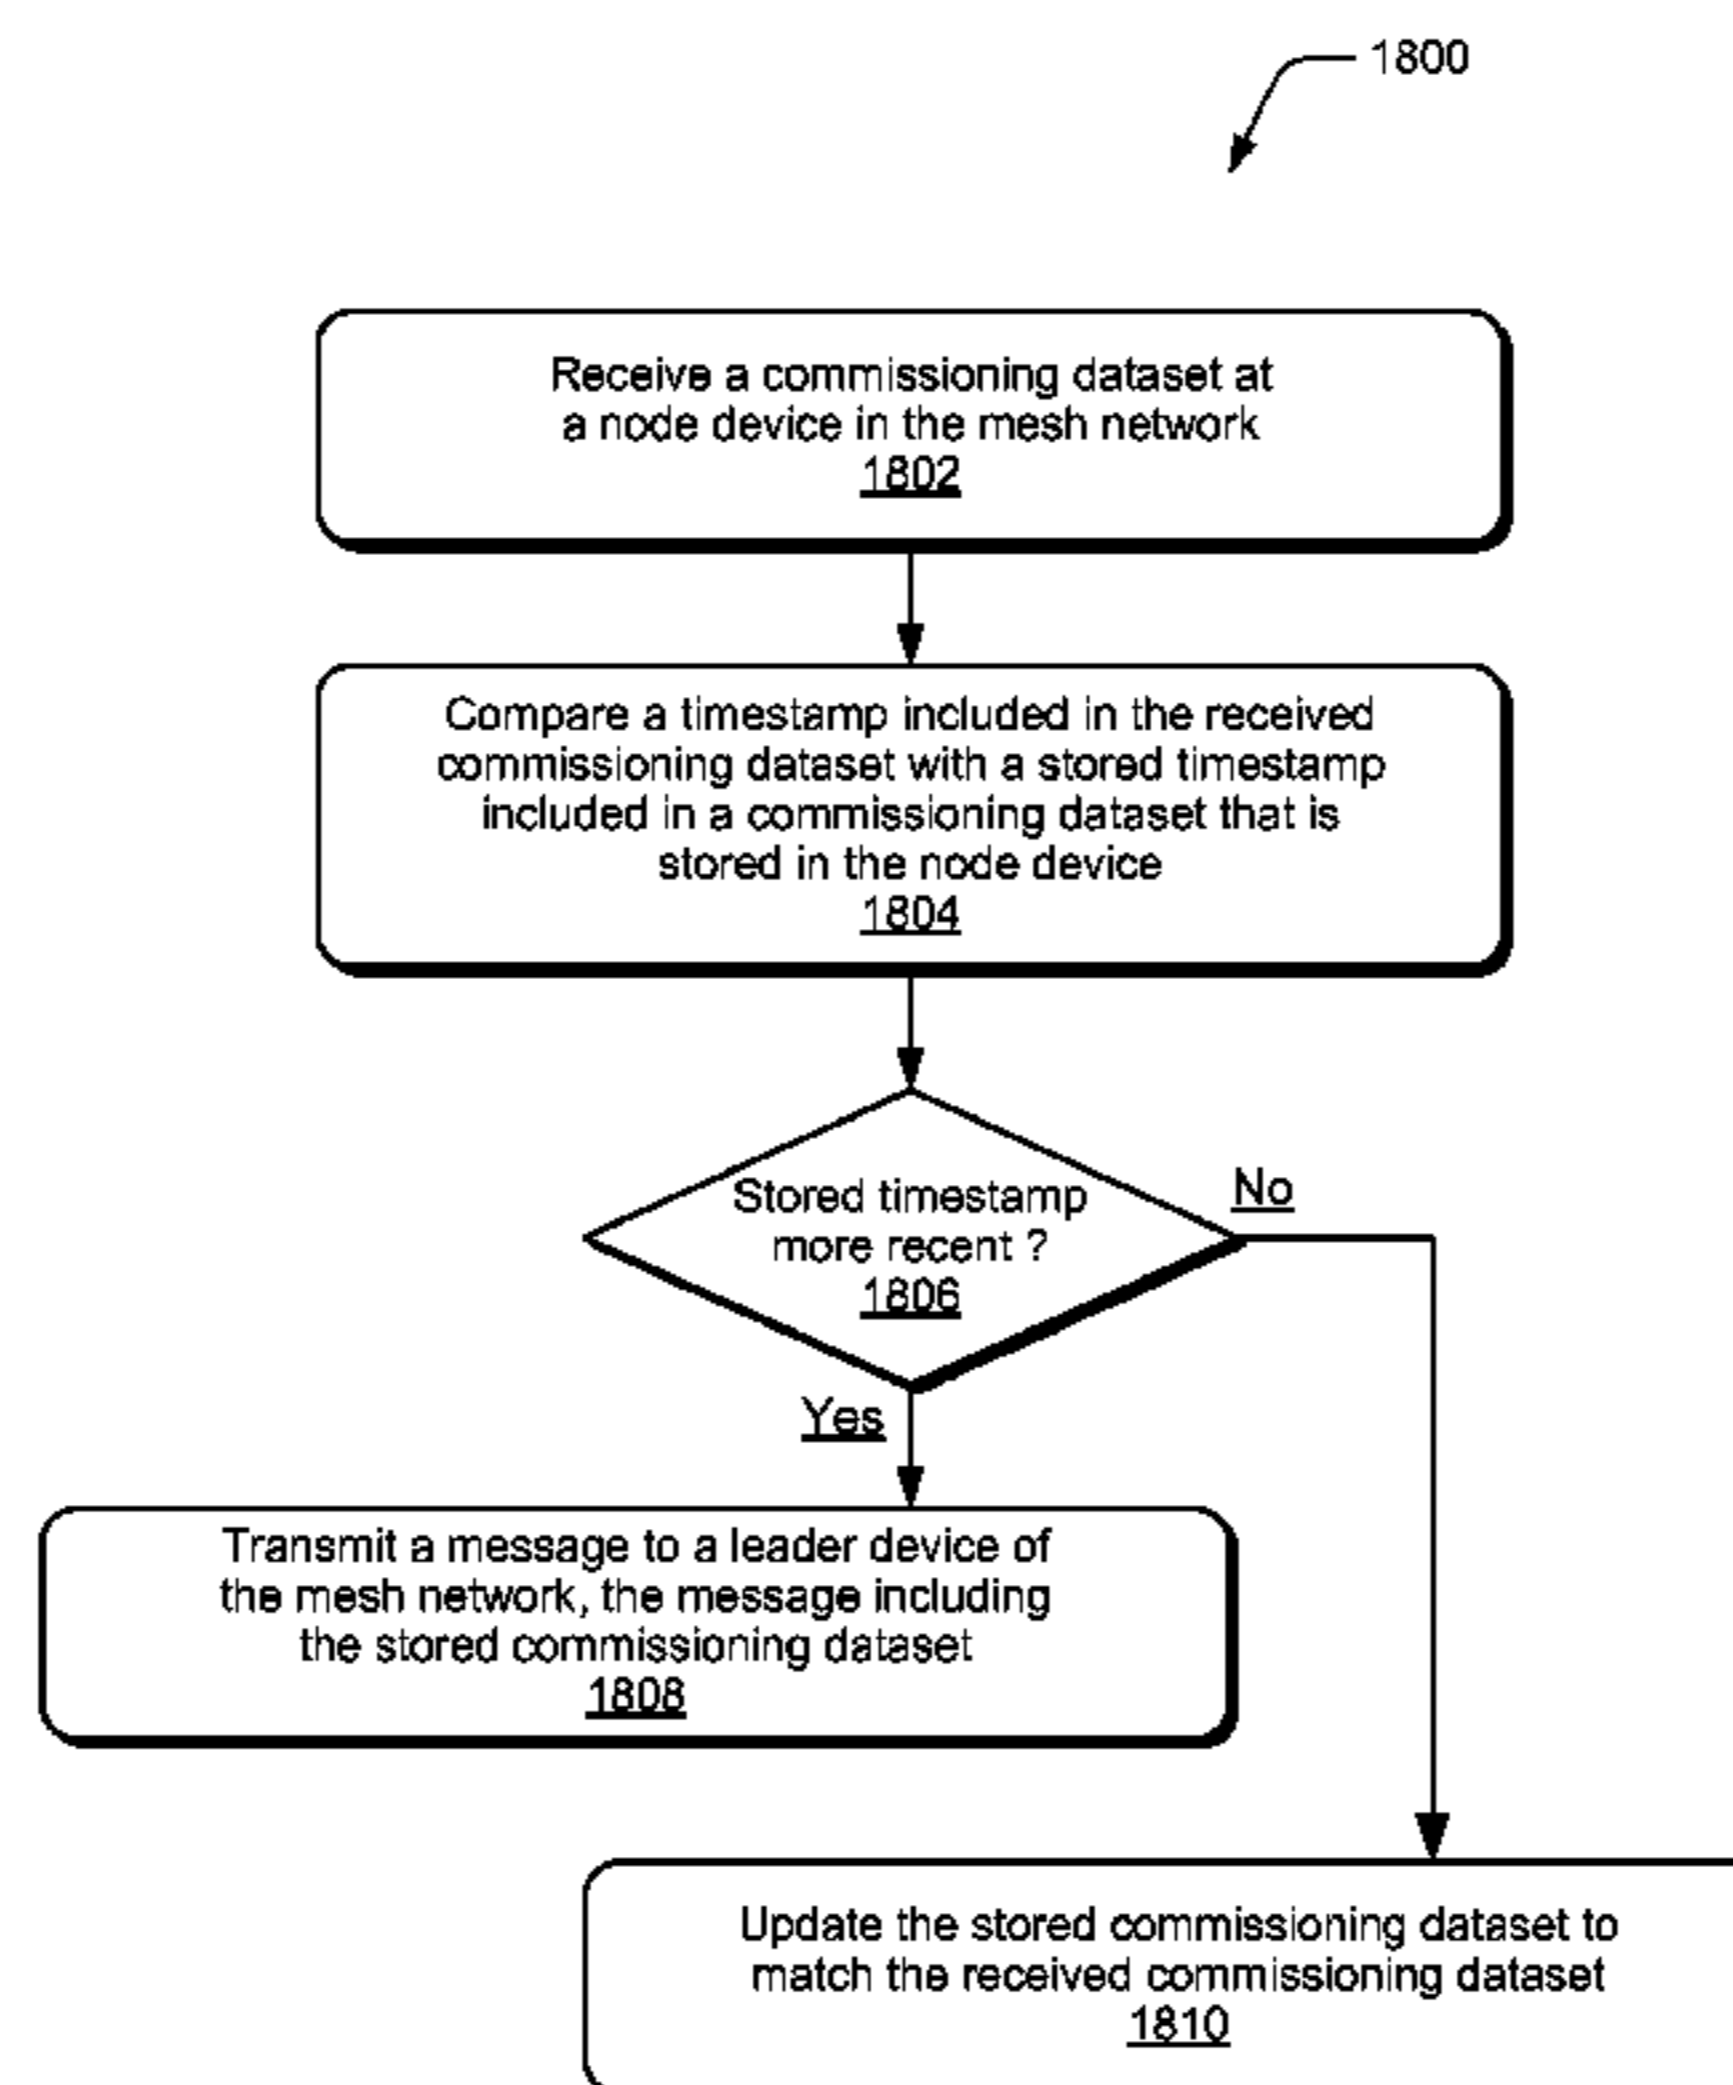 1800
Receive a commissioning dataset at
a node device in the mesh network
1802
Compare a timestamp included in the received
commissioning dataset with a stored timestamp
included in a commissioning dataset that is
stored in the node device
1804
Stored timestamp
more recent ?
1806
No
Yes
Transmit a message to a leader device of
the mesh network, the message including
the stored commissioning dataset
1808
Update the stored commissioning dataset to
match the received commissioning dataset
1810